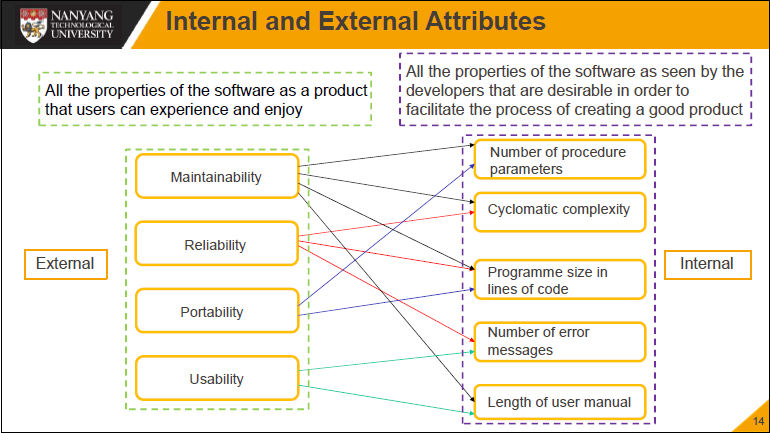 NANYANG
TECHNOLOGICAL
UNIVERSITY
Internal and External Attributes
All the properties of the software as a product
that users can experience and enjoy
All the properties of the software as seen by the
developers that are desirable in order to
facilitate the process of creating a good product
External
Maintainability
Reliability
Portability
Usability
Number of procedure
parameters
Cyclomatic complexity
Programme size in
lines of code
Number of error
messages
Length of user manual
Internal
14